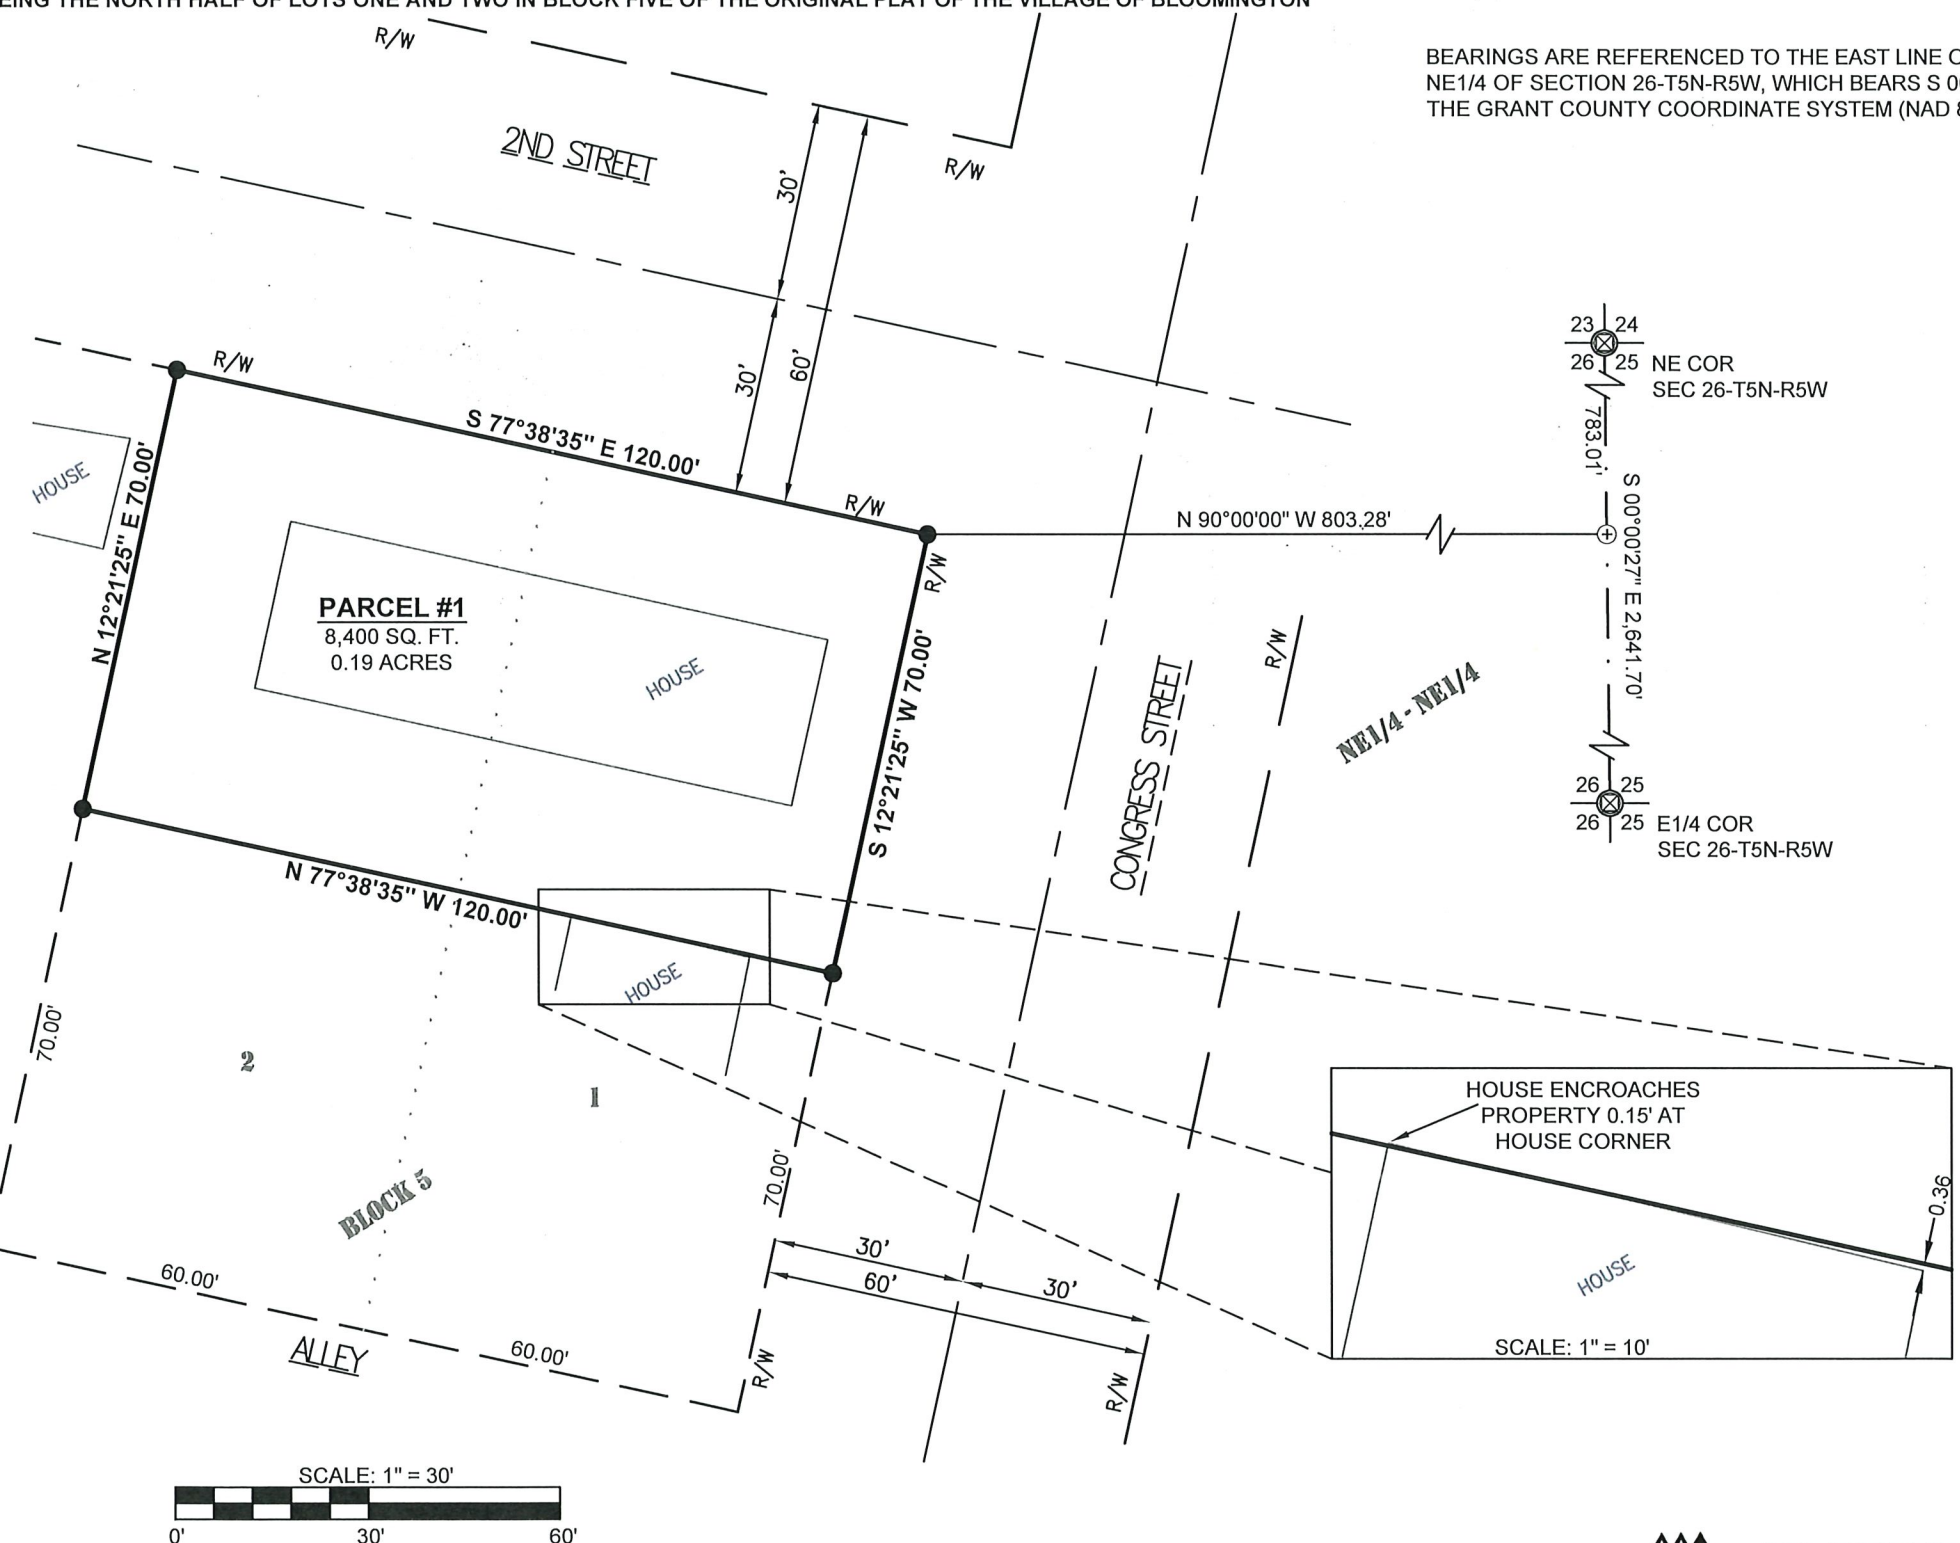 EING THE NORTH HALF OF LOTS ONE AND TWO IN BLOCK FIVE OF THE ORIGINAL PLAT OF THE VILLAGE OF BLOOMINGTON
R/W
BEARINGS ARE REFERENCED TO THE EAST LINE O
NE1/4 OF SECTION 26-T5N-R5W, WHICH BEARS S 0
THE GRANT COUNTY COORDINATE SYSTEM (NAD 8
2ND STREET
R/W
30'
30'
60'
23 24
26 25
NE COR
SEC 26-T5N-R5W
783.01'
S 00°00'27" E 2,641.70'
R/W
S 77°38'35" E 120.00'
R/W
N 90°00'00" W 803.28'
HOUSE
N 12°21'25" E 70.00'
R/W
PARCEL #1
8,400 SQ. FT.
0.19 ACRES
HOUSE
S 12°21'25" W 70.00'
R/W
CONGRESS STREET
NE1/4 - NE1/4
26 25
26 25
E1/4 COR
SEC 26-T5N-R5W
N 77°38'35" W 120.00'
HOUSE
70.00'
2
1
BLOCK 5
70.00'
HOUSE ENCROACHES
PROPERTY 0.15' AT
HOUSE CORNER
0.36
HOUSE
SCALE: 1" = 10'
30'
60'
30'
60.00'
ALLEY
60.00'
R/W
R/W
SCALE: 1" = 30'
0' 30' 60'